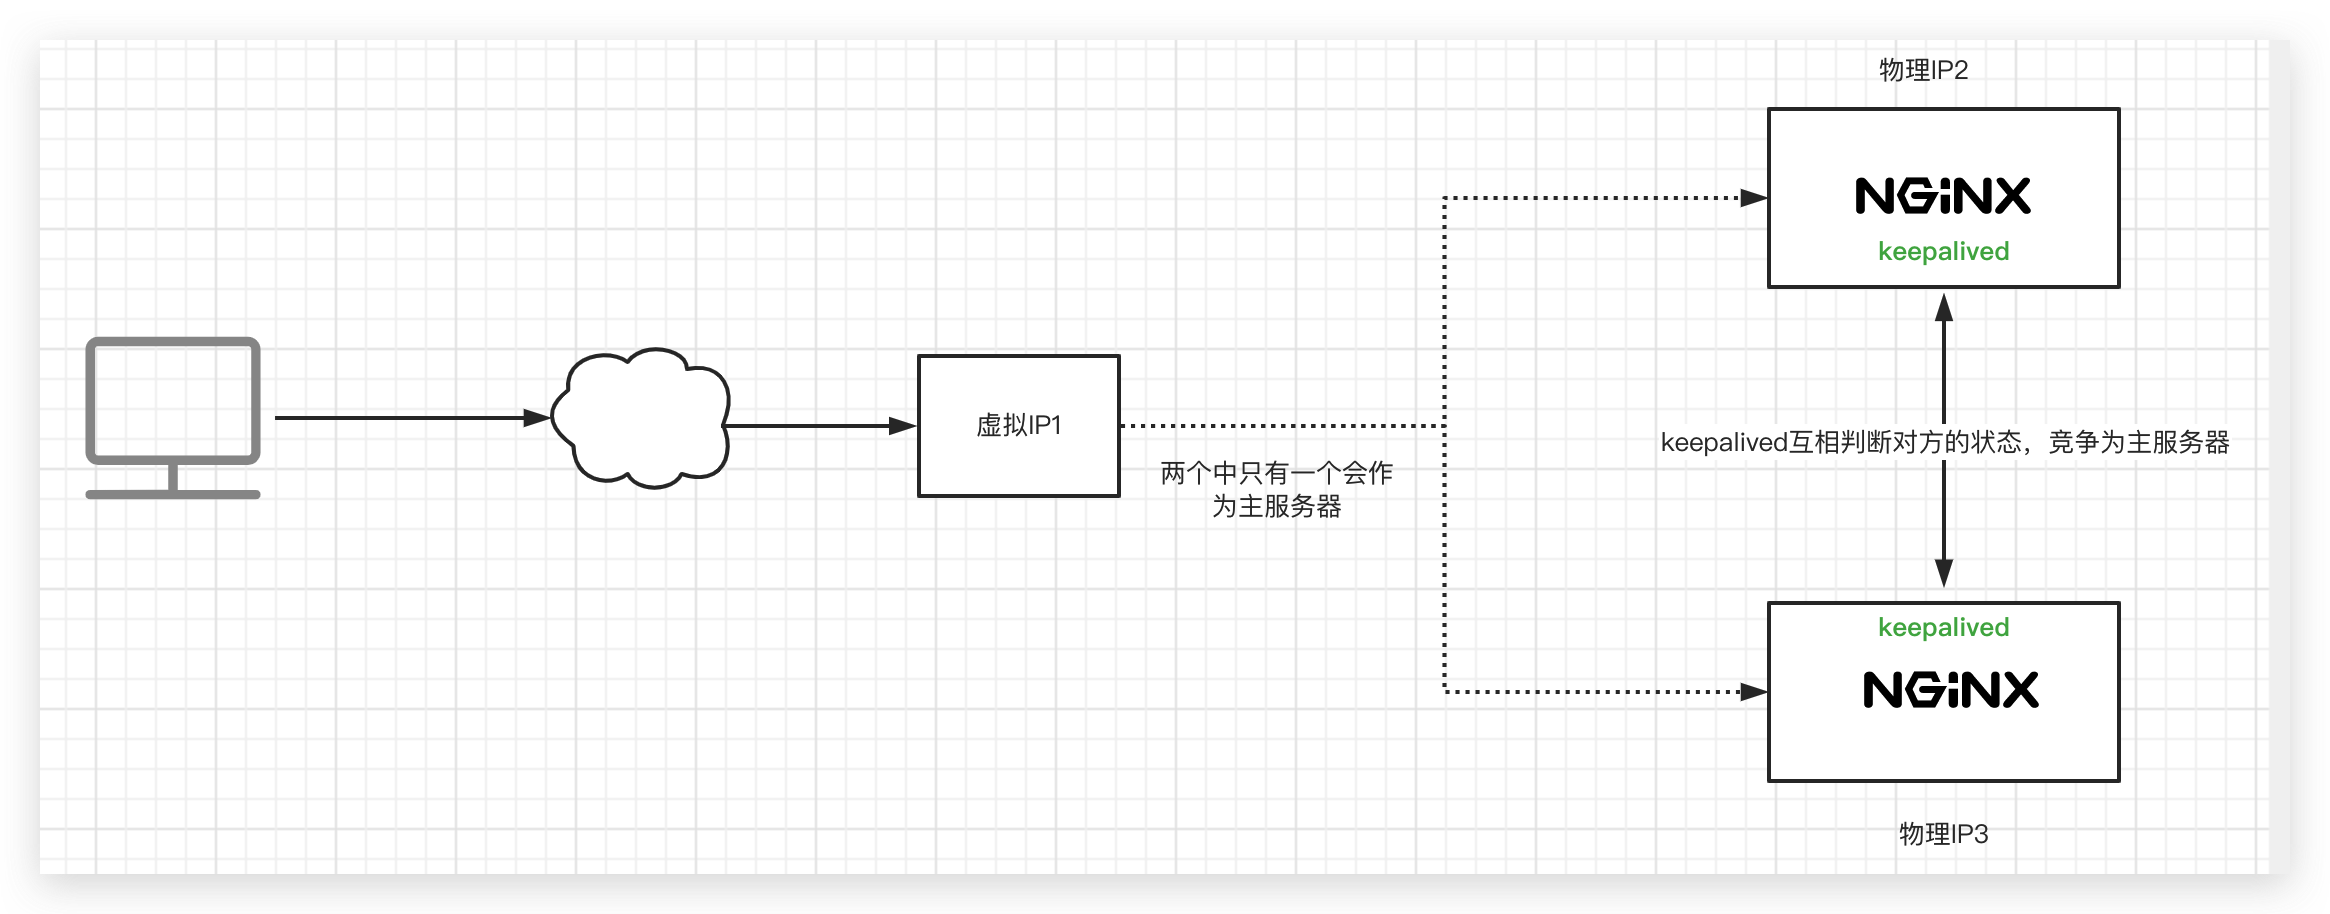 物理IP2
NGiNX
keepalived
虚拟IP1
两个中只有一个会作
为主服务器
keepalived互相判断对方的状态，竞争为主服务器
keepalived
NGiNX
物理IP3